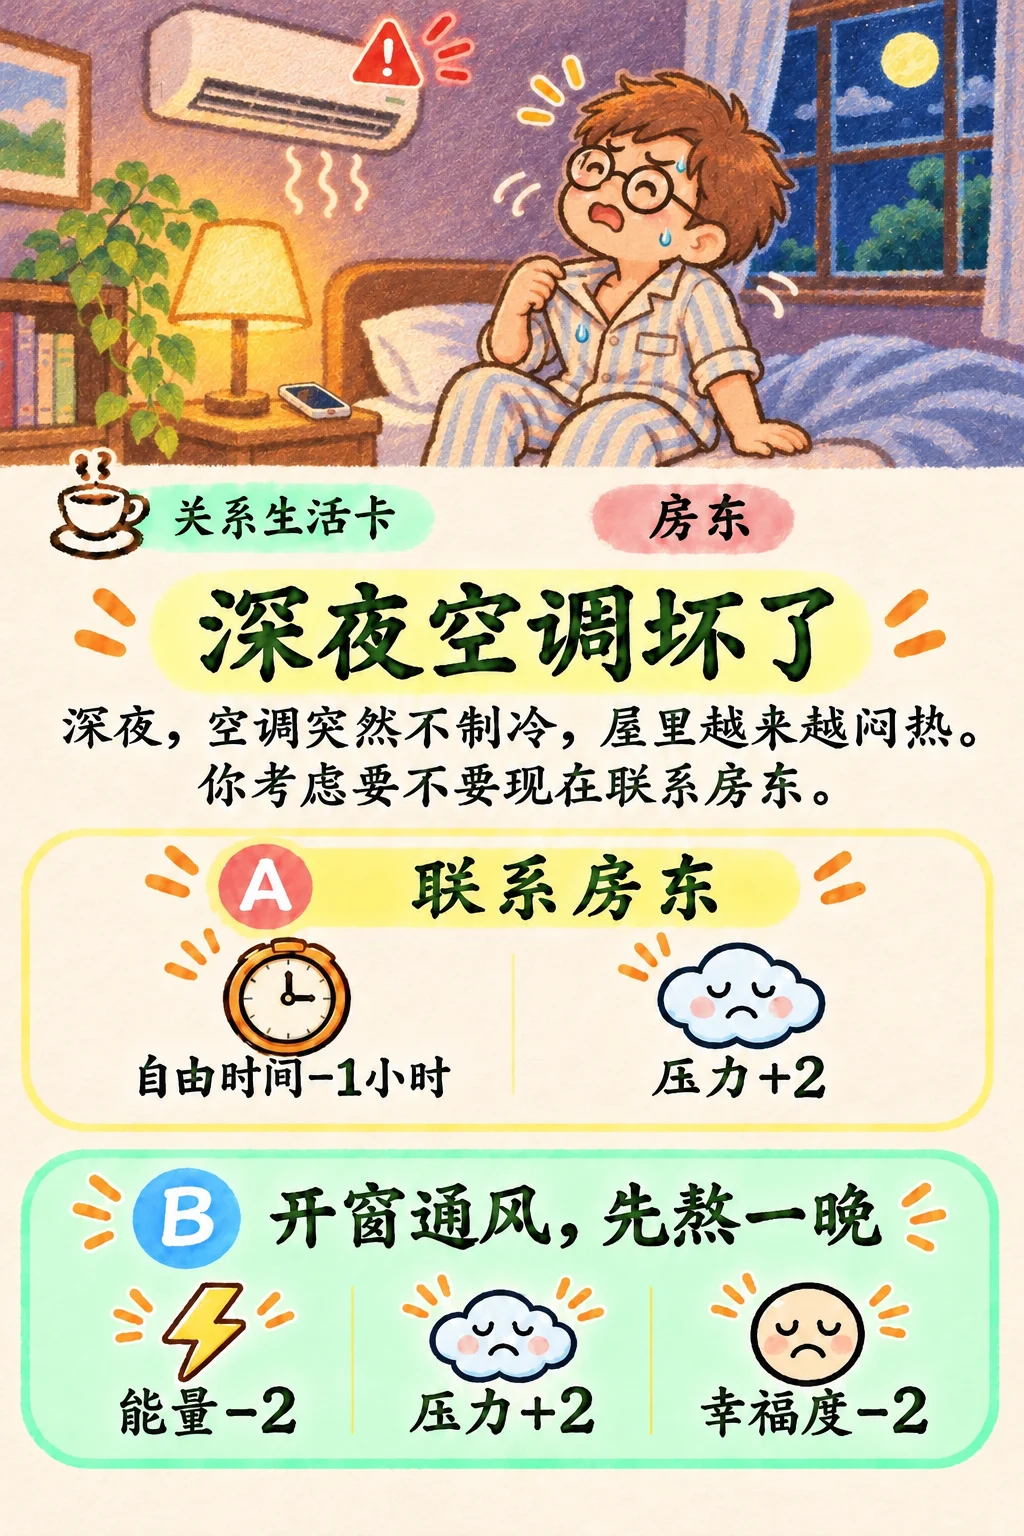 关系生活卡
房东
深夜空调坏了
深夜，空调突然不制冷，屋里越来越闷热。
你考虑要不要现在联系房东。
A 联系房东
自由时间-1小时
压力+2
B 开窗通风，先熬一晚
能量-2
压力+2
幸福度-2